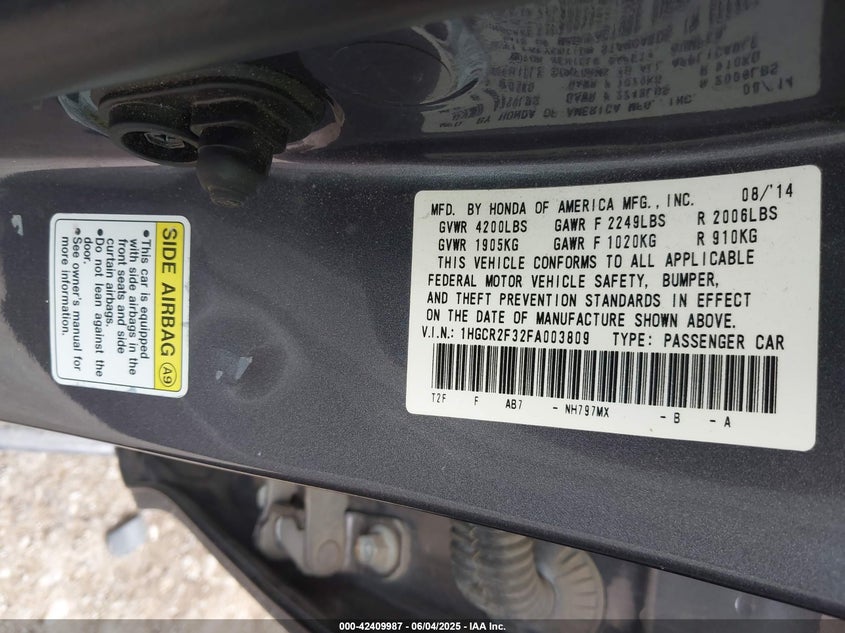 MFD. BY HONDA OF AMERICA MFG., INC. 08/'14
GVWR 4200LBS GAWR F 2249LBS R 2006LBS
GVWR 1905KG GAWR F 1020KG R 910KG
THIS VEHICLE CONFORMS TO ALL APPLICABLE
FEDERAL MOTOR VEHICLE SAFETY, BUMPER,
AND THEFT PREVENTION STANDARDS IN EFFECT
ON THE DATE OF MANUFACTURE SHOWN ABOVE.
V.I.N.: 1HGCR2F32FA003809 TYPE: PASSENGER CAR
T2F F AB7 - NH797MX - B - A
SIDE AIRBAG A9
• This car is equipped
with side airbags in the
front seats and side
curtain airbags.
• Do not lean against the
door.
• See owner's manual for
more information.
000-42409987 - 06/04/2025 - IAA Inc.